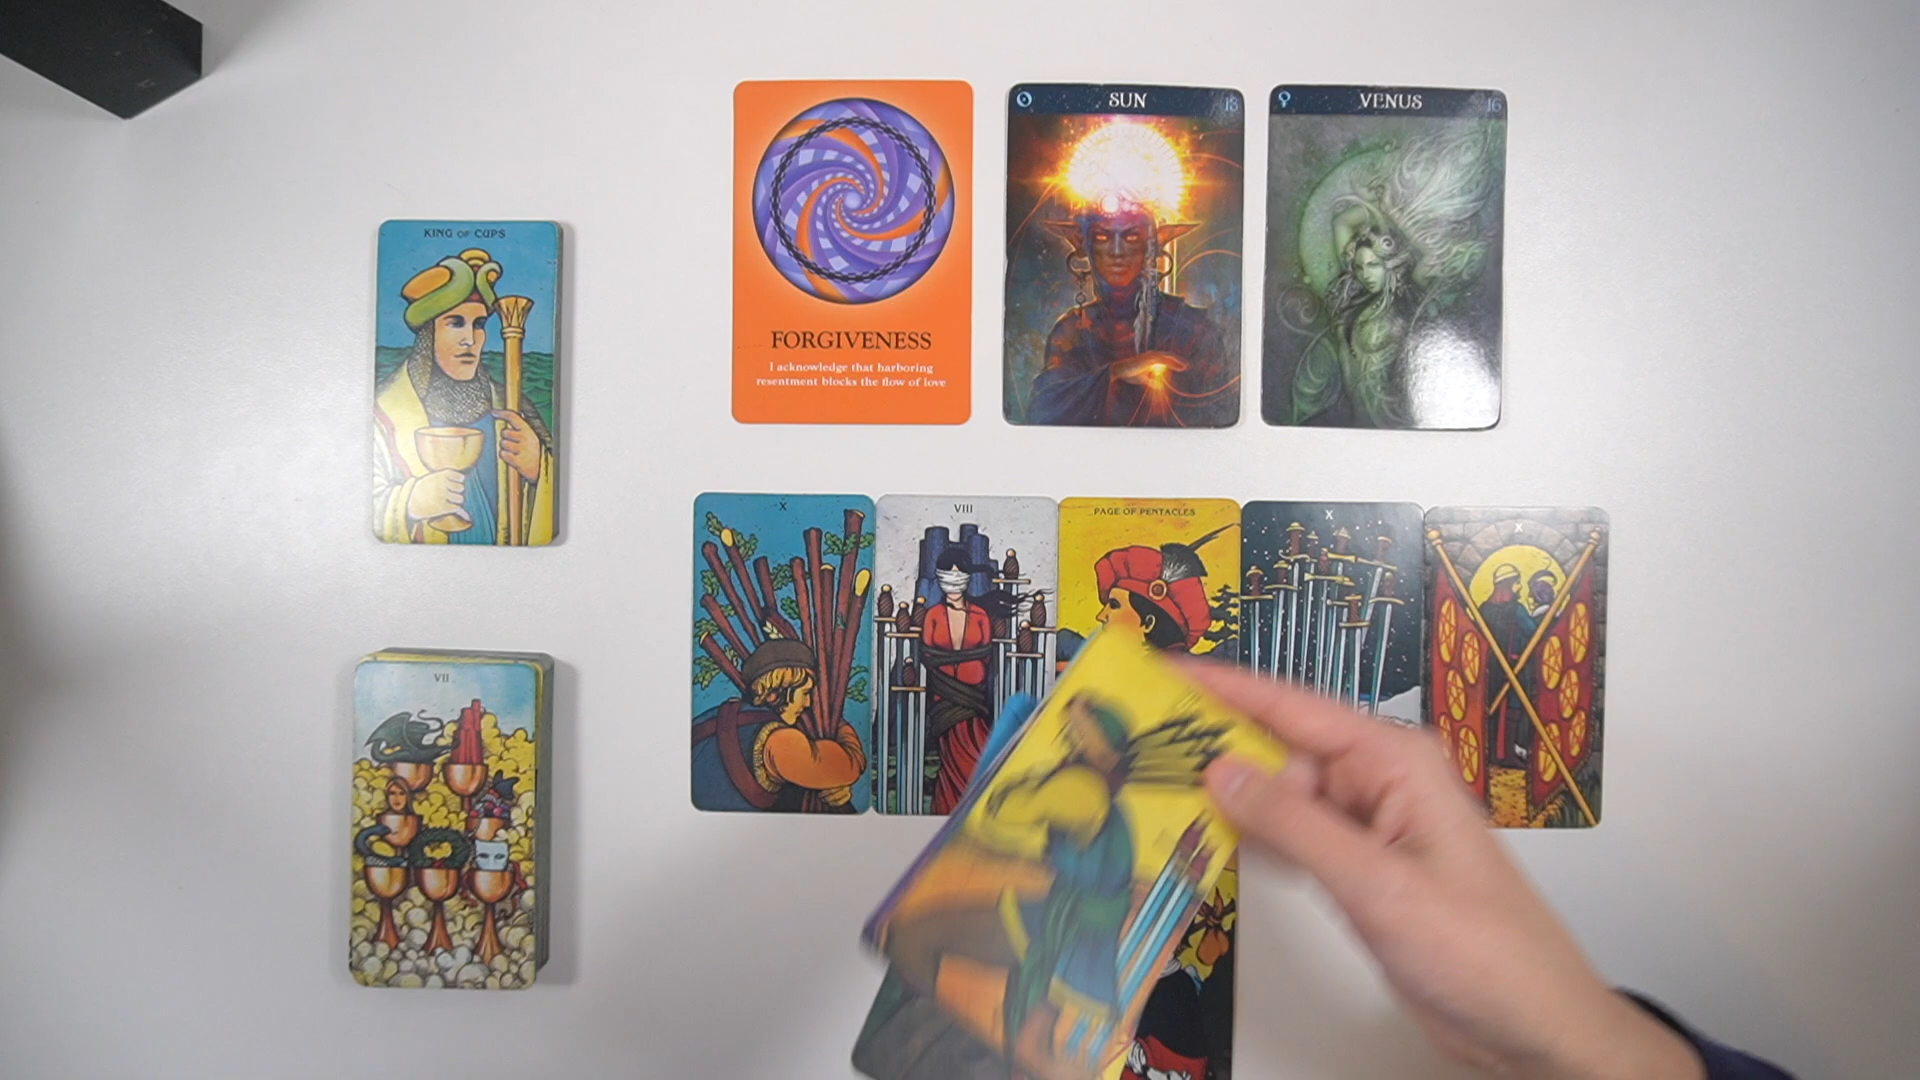 SUN
18
VENUS
16
KING OF CUPS
FORGIVENESS
I acknowledge that harboring
resentment blocks the flow of love
X
VIII
PAGE OF PENTACLES
X
X
VII